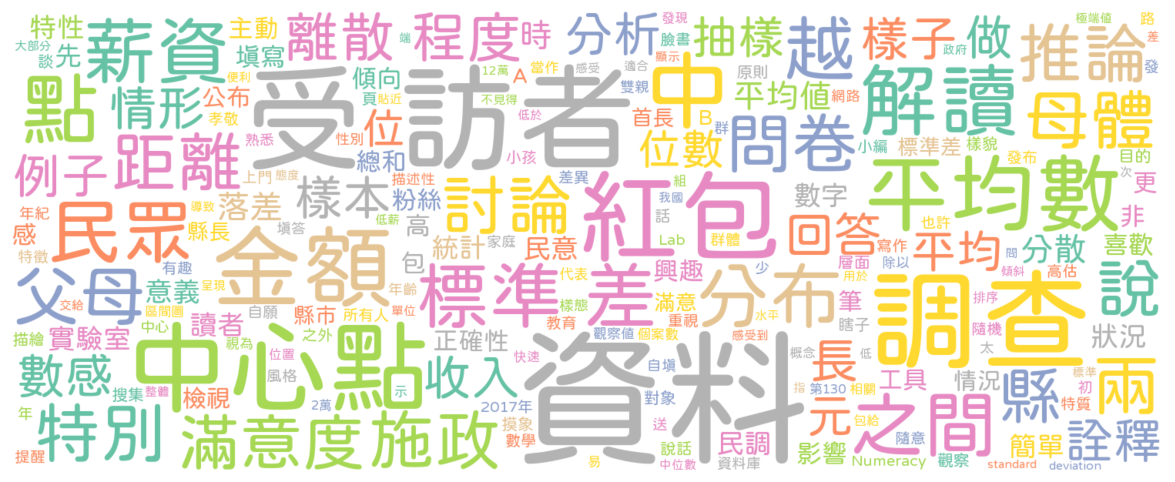 特性 主動 離散 程度 時 分析 發現 抽樣 越 樣子 做 極端值 路
大部分 談 先 薪資 填寫 端 臉書 顯示 政府 推論 差 發
點 情形 公布 孝敬 傾向 頁 貼近 12萬 A 當作 感受 適合 不見得 低於 中 雙親 原則 平均值 網路 解讀 母體
受訪者 熟悉 性別 位 首長 位數 B 群 問卷 小編 標準差 樣貌 發布 目的
例子 距離 總和 小孩 上門 態度 描述性 差異 組 我國 平均數 次 更
年紀 感 特徵 民眾 導致 落差 縣長 樣本 填答 低薪 粉絲 高 討論 紅包 話 Lab 群體 數字 回答 也許 寫作 層面 除以 平均 非 問 分散 喜歡
父母 有趣 意義 呈現 金額 包 統計 家庭 民意 代表 興趣 少 分布 筆 用於 傾斜 高估 說
描繪 交給 區間團 中心 實驗室 讀者 視為 自願 縣市 所有人 之外 年齡 單位 標準差 樣態 教育 滿意 重視 水平 觀察值 個案數 感受到 瞎子 調查 排序 隨機 太 狀況
數感 搜集 整體 檢視 中心點 位置 風格 示 收入 正確性 快速 資料 自填 對象 概念 低 長 工具 情況 初 標準 兩
年 提醒 特別 滿意度 2萬 施政 2017年 摸象 數學 易 送 說話 中位數 民調 資料庫 指 第130 相關 元 包給 影響 之間 Numeracy 隨意 觀察 縣 特質 簡單 詮釋 standard deviation